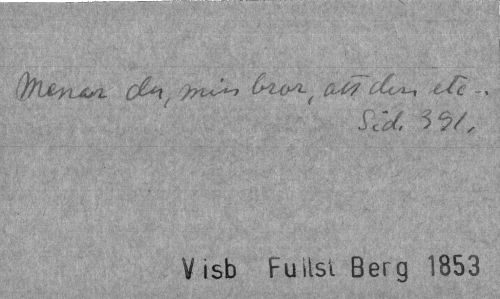 Menar du, min bror, att den etc..
Sid. 391.
Visb Fullst Berg 1853